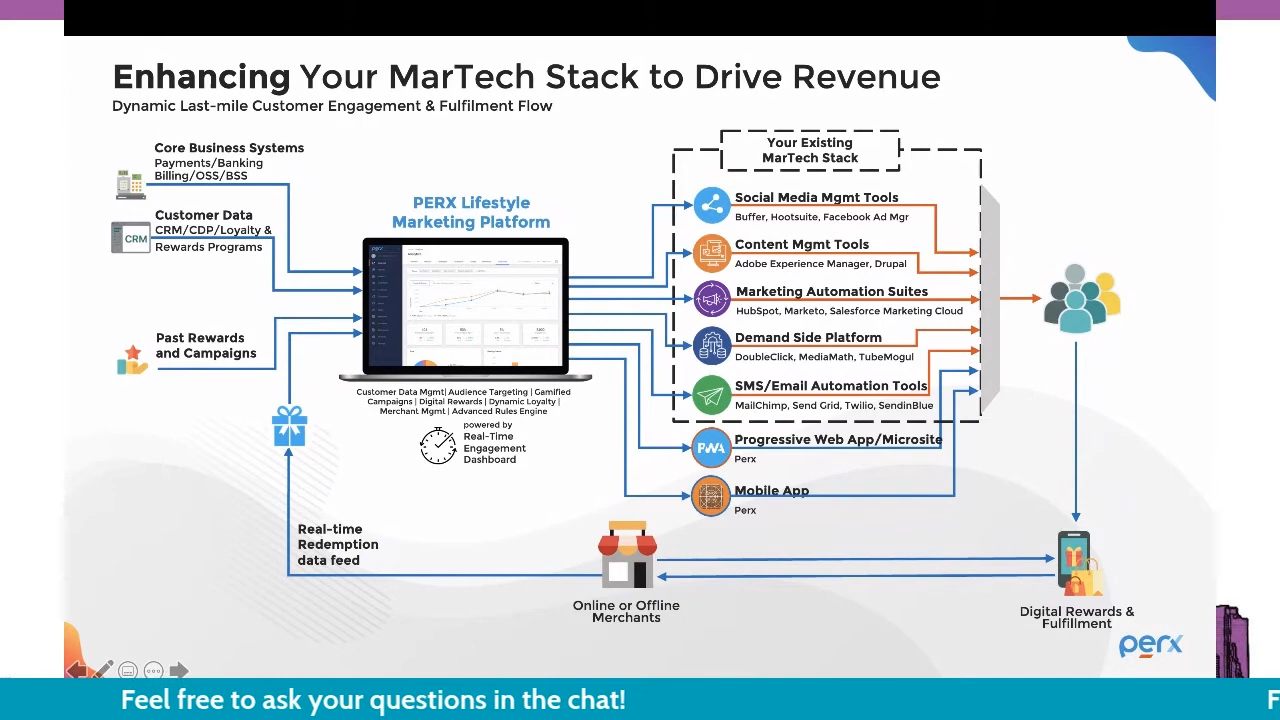 Enhancing Your MarTech Stack to Drive Revenue
Dynamic Last-mile Customer Engagement & Fulfilment Flow
Core Business Systems
Payments/Banking
Billing/OSS/BSS
Customer Data
CRM/CDP/Loyalty &
Rewards Programs
CRM
Past Rewards
and Campaigns
PERX Lifestyle
Marketing Platform
Customer Data Mgmt| Audience Targeting | Gamified
Campaigns | Digital Rewards | Dynamic Loyalty |
Merchant Mgmt | Advanced Rules Engine
powered by
Real-Time
Engagement
Dashboard
Your Existing
MarTech Stack
Social Media Mgmt Tools
Buffer, Hootsuite, Facebook Ad Mgr
Content Mgmt Tools
Adobe Experience Manager, Drupal
Marketing Automation Suites
HubSpot, Marketo, Salesforce Marketing Cloud
Demand Side Platform
DoubleClick, MediaMath, TubeMogul
SMS/Email Automation Tools
MailChimp, Send Grid, Twilio, SendinBlue
PWA
Progressive Web App/Microsite
Perx
Mobile App
Perx
Real-time
Redemption
data feed
Online or Offline
Merchants
Digital Rewards &
Fulfillment
perx
Feel free to ask your questions in the chat!
F